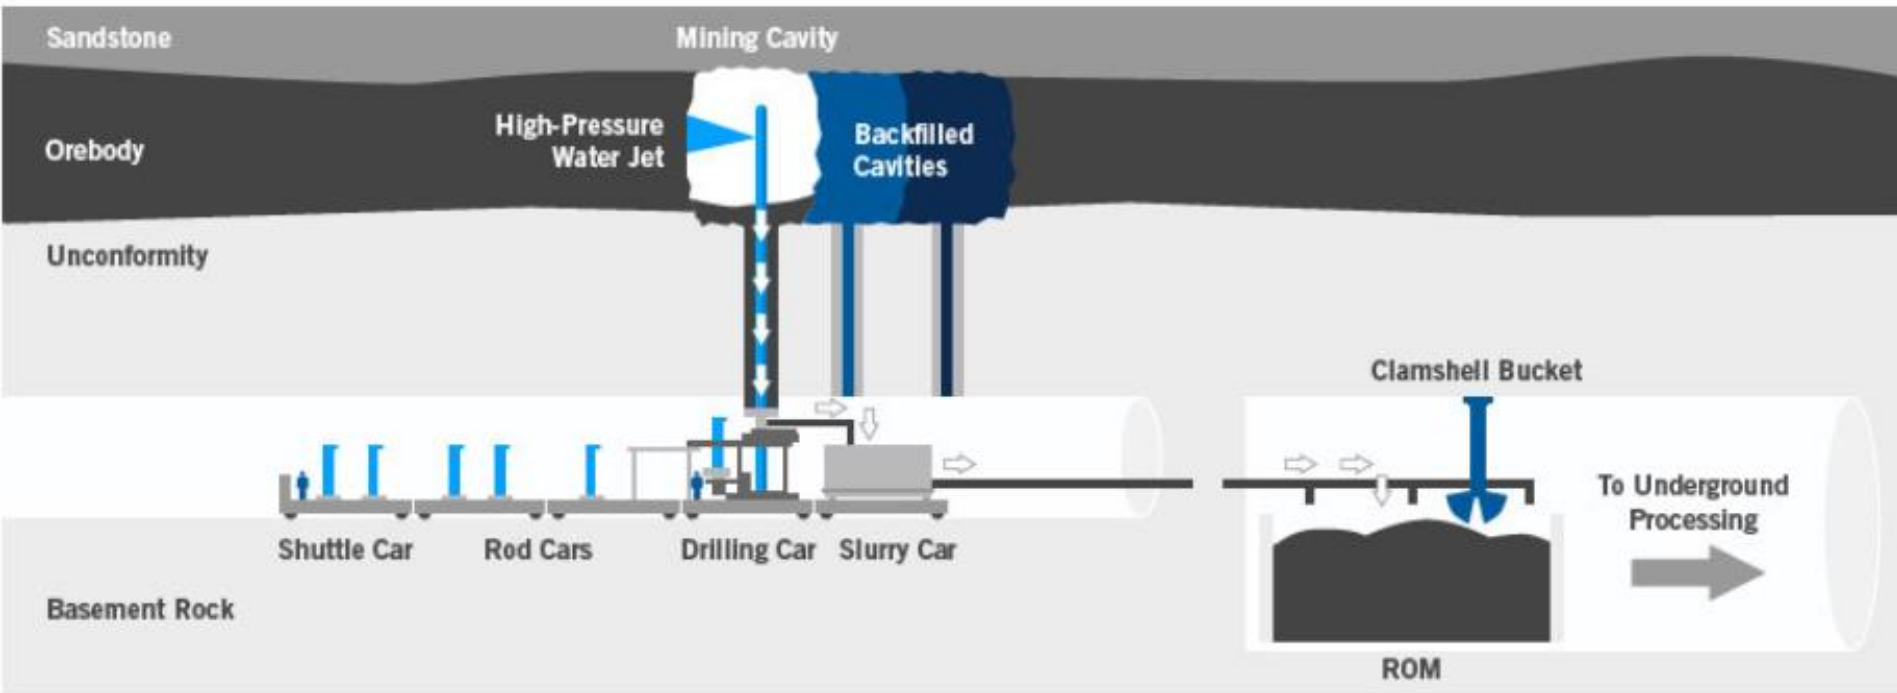 Sandstone
Mining Cavity
High-Pressure
Water Jet
Orebody
Backfilled
Cavities
Unconformity
Clamshell Bucket
To Underground
Processing
Shuttle Car
Rod Cars
Drilling Car
Slurry Car
Basement Rock
ROM